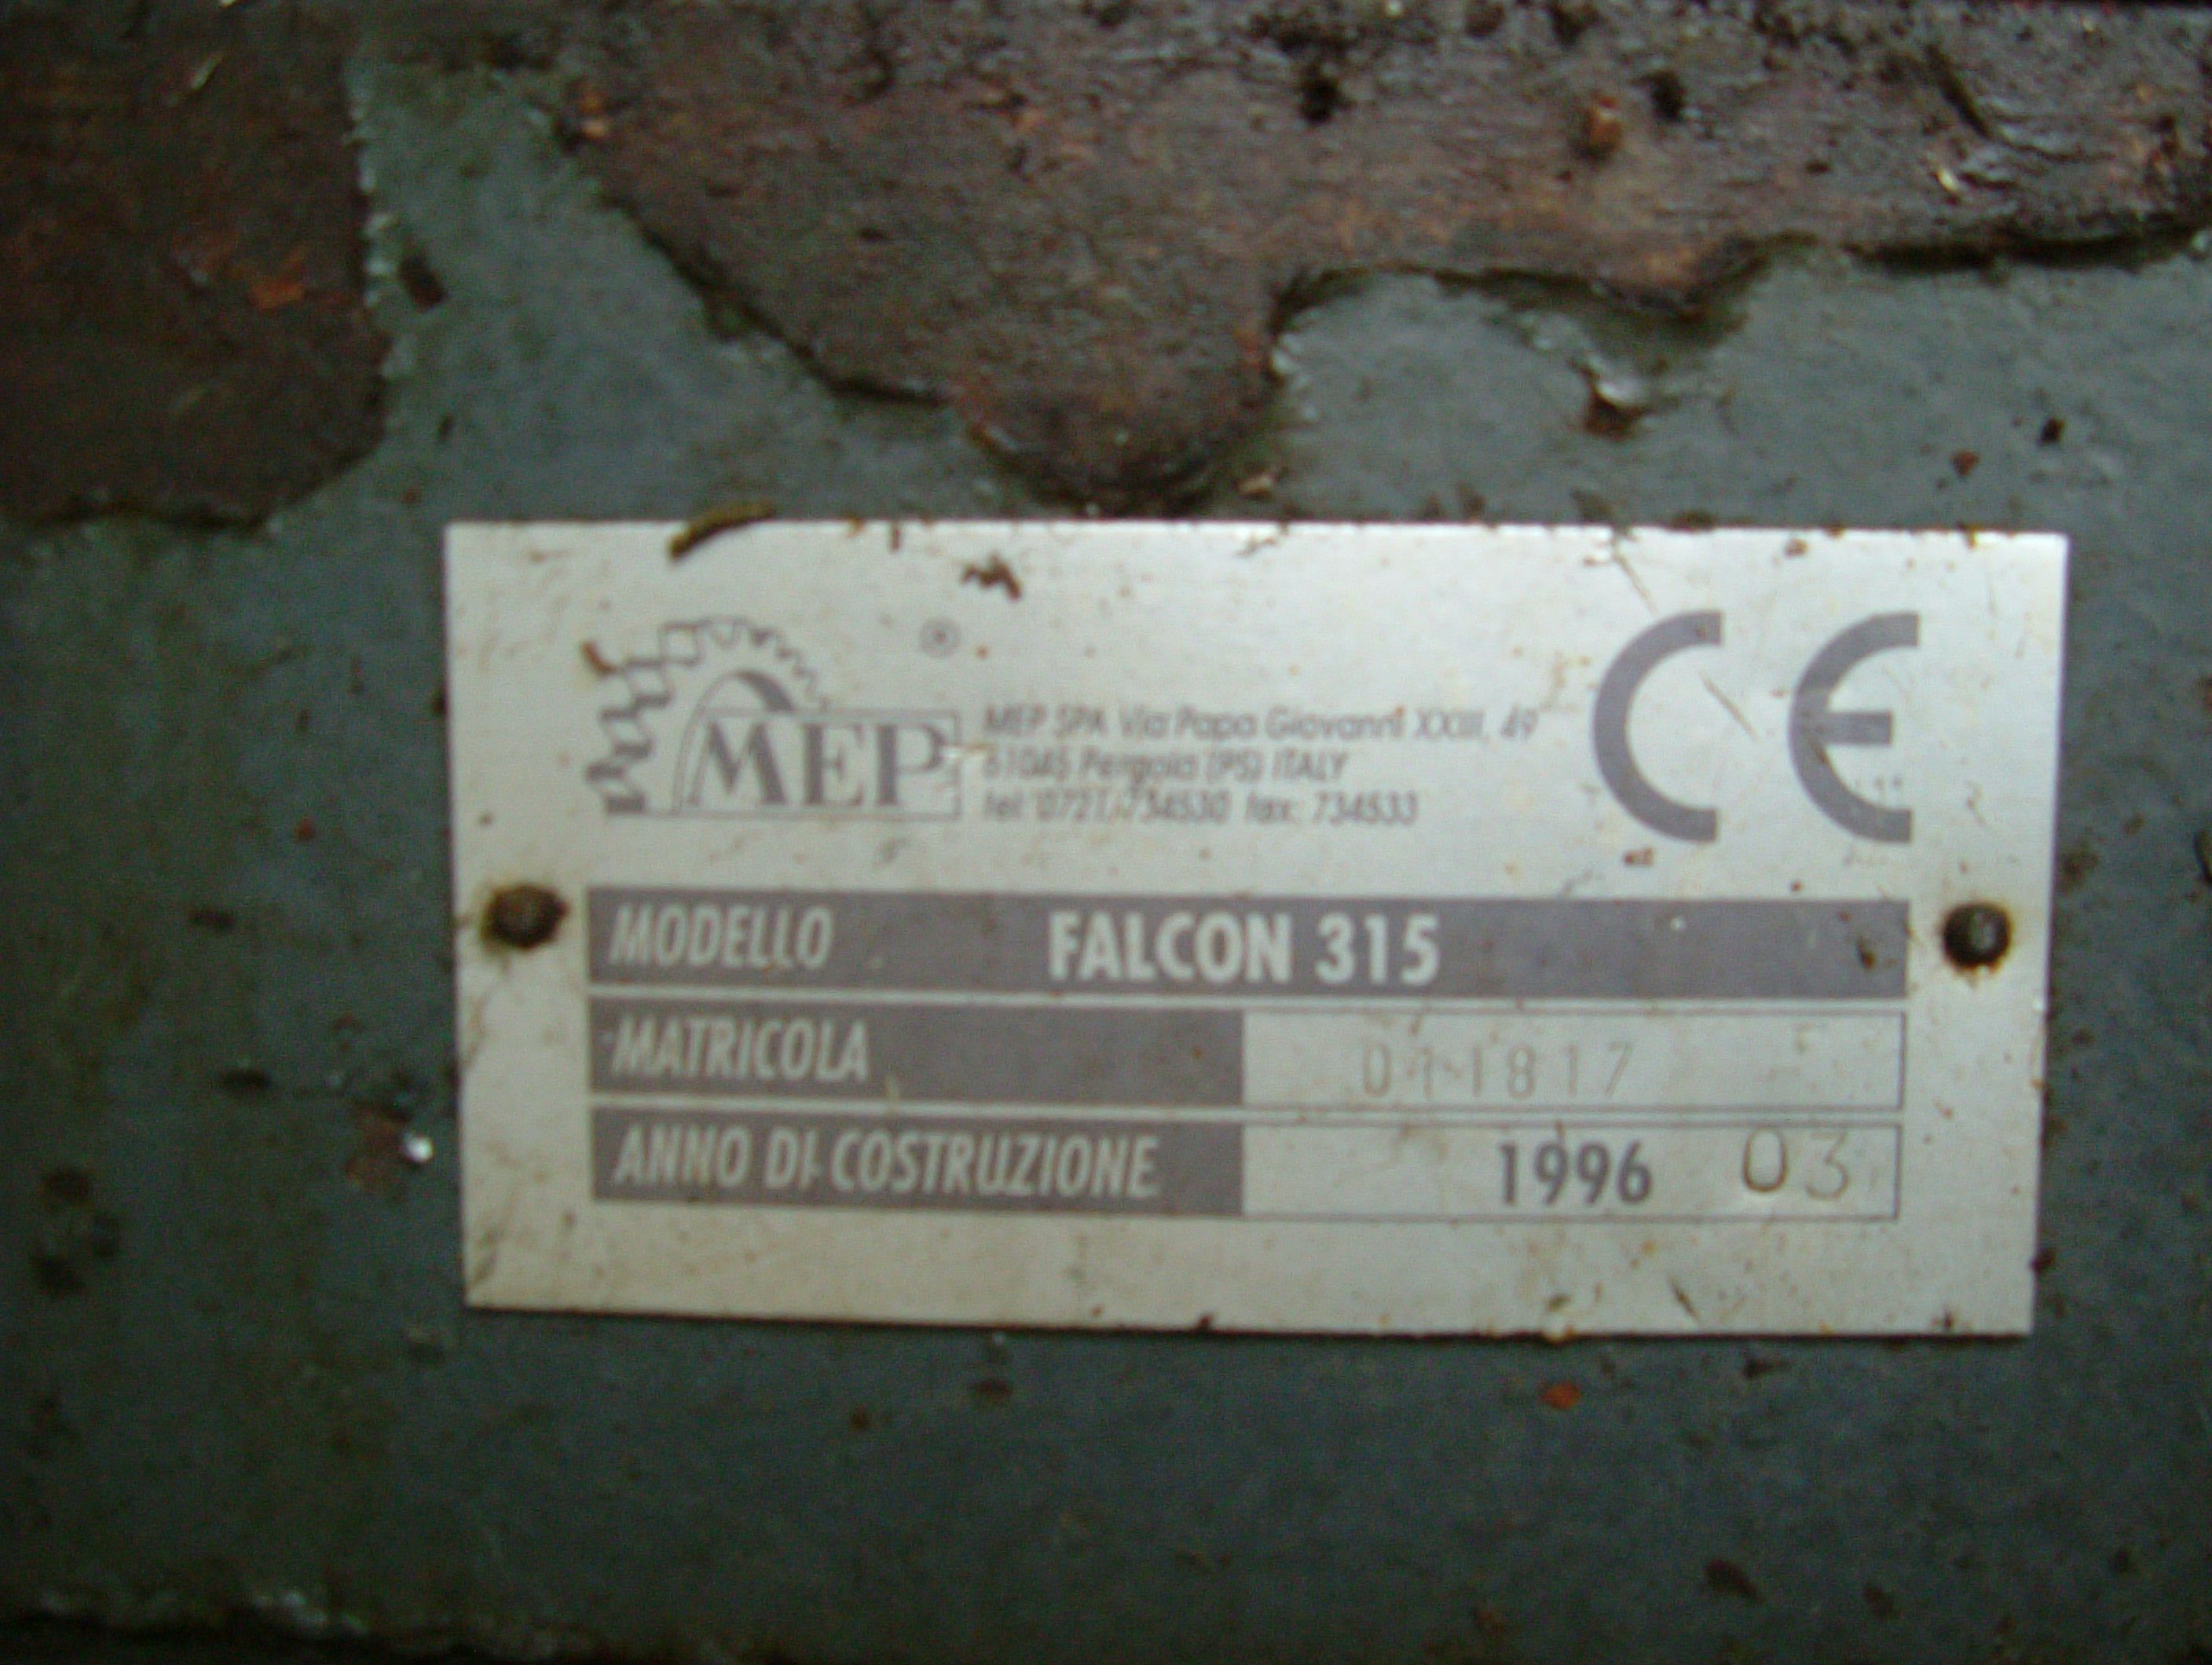 ®
MEP
MEP SPA Via Papa Giovanni XXIII, 49
61045 Pergola (PS) ITALY
tel: 0721/734530 fax: 734533
CE
MODELLO FALCON 315
MATRICOLA 011817
ANNO DI COSTRUZIONE 1996 03